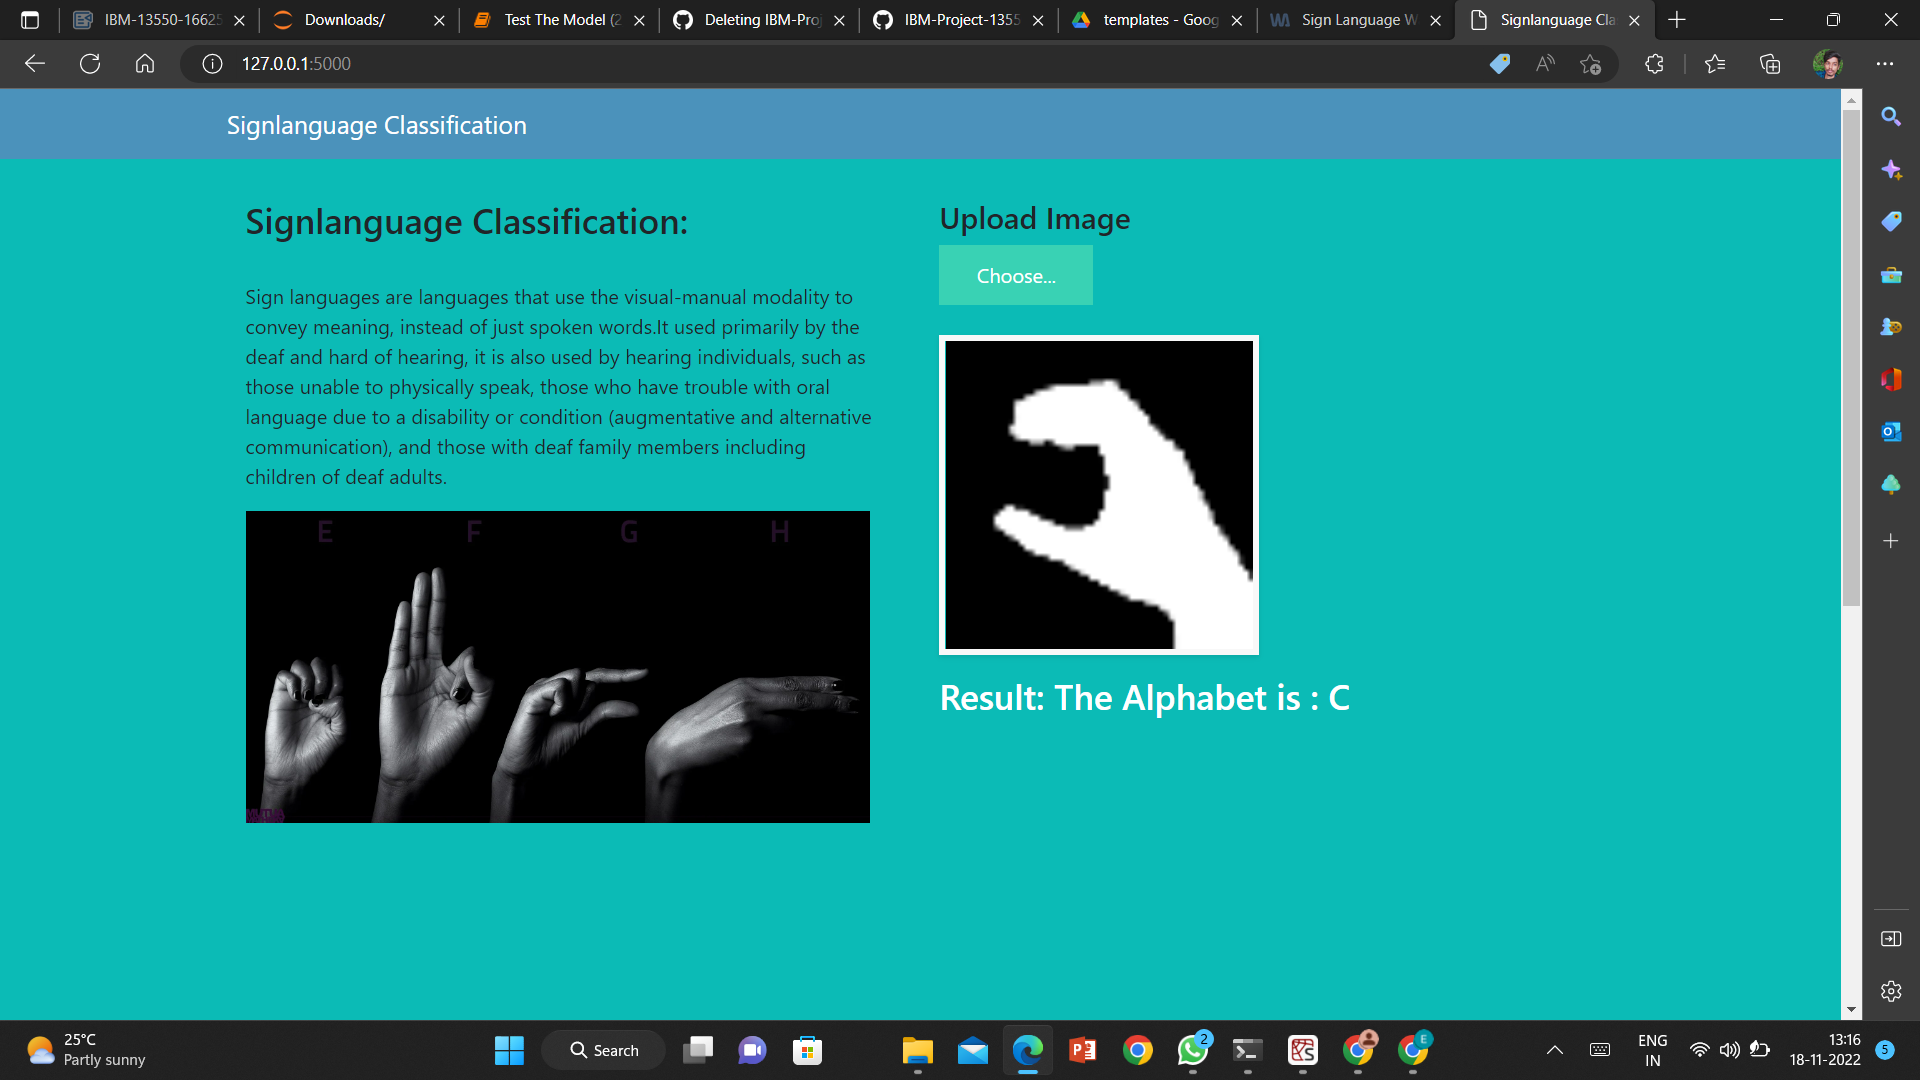 IBM-13550-16625
Downloads/
Test The Model (2
Deleting IBM-Proj
IBM-Project-1355
templates - Goog
Sign Language W
Signlanguage Cla
127.0.0.1:5000
Signlanguage Classification
Signlanguage Classification:
Sign languages are languages that use the visual-manual modality to
convey meaning, instead of just spoken words.It used primarily by the
deaf and hard of hearing, it is also used by hearing individuals, such as
those unable to physically speak, those who have trouble with oral
language due to a disability or condition (augmentative and alternative
communication), and those with deaf family members including
children of deaf adults.
E F G H
Upload Image
Choose...
Result: The Alphabet is : C
25°C
Partly sunny
Search
2
E
ENG
IN
13:16
18-11-2022
5